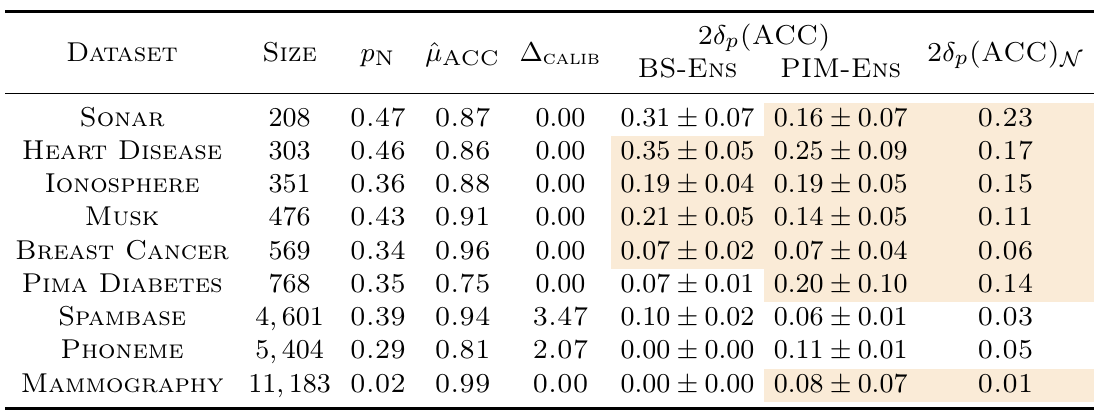 Dataset Size pN μ̂ACC Δcalib 2δp(ACC) 2δp(ACC)𝒩
BS-Ens PIM-Ens
Sonar 208 0.47 0.87 0.00 0.31 ± 0.07 0.16 ± 0.07 0.23
Heart Disease 303 0.46 0.86 0.00 0.35 ± 0.05 0.25 ± 0.09 0.17
Ionosphere 351 0.36 0.88 0.00 0.19 ± 0.04 0.19 ± 0.05 0.15
Musk 476 0.43 0.91 0.00 0.21 ± 0.05 0.14 ± 0.05 0.11
Breast Cancer 569 0.34 0.96 0.00 0.07 ± 0.02 0.07 ± 0.04 0.06
Pima Diabetes 768 0.35 0.75 0.00 0.07 ± 0.01 0.20 ± 0.10 0.14
Spambase 4,601 0.39 0.94 3.47 0.10 ± 0.02 0.06 ± 0.01 0.03
Phoneme 5,404 0.29 0.81 2.07 0.00 ± 0.00 0.11 ± 0.01 0.05
Mammography 11,183 0.02 0.99 0.00 0.00 ± 0.00 0.08 ± 0.07 0.01